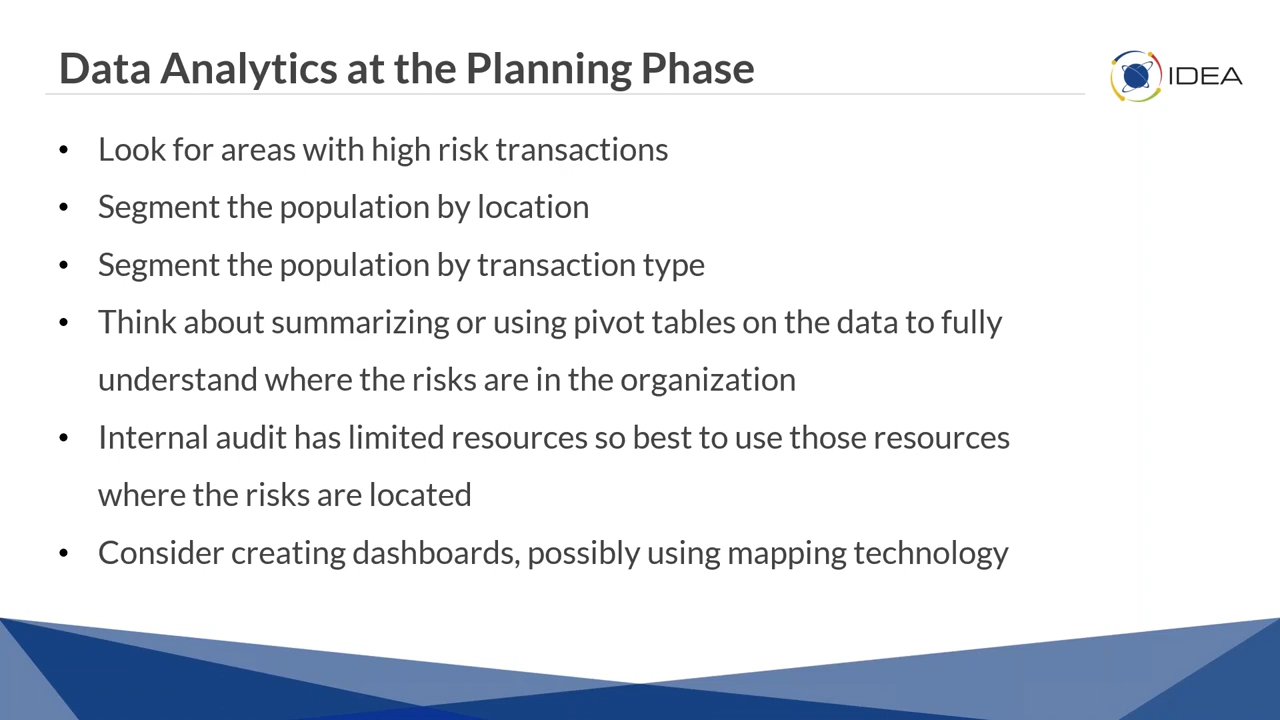 Data Analytics at the Planning Phase
IDEA
• Look for areas with high risk transactions
• Segment the population by location
• Segment the population by transaction type
• Think about summarizing or using pivot tables on the data to fully
understand where the risks are in the organization
• Internal audit has limited resources so best to use those resources
where the risks are located
• Consider creating dashboards, possibly using mapping technology